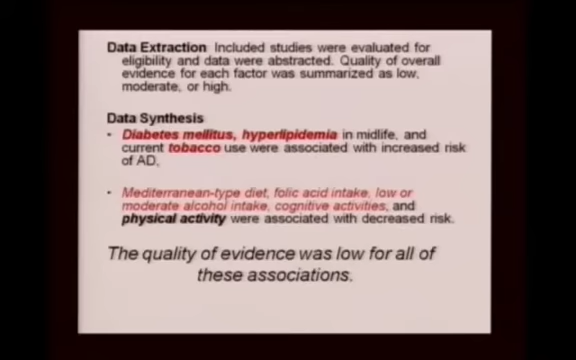 Data Extraction Included studies were evaluated for
eligibility and data were abstracted. Quality of overall
evidence for each factor was summarized as low,
moderate, or high.
Data Synthesis
• Diabetes mellitus, hyperlipidemia in midlife, and
current tobacco use were associated with increased risk
of AD,
• Mediterranean-type diet, folic acid intake, low or
moderate alcohol intake, cognitive activities, and
physical activity were associated with decreased risk.
The quality of evidence was low for all of
these associations.